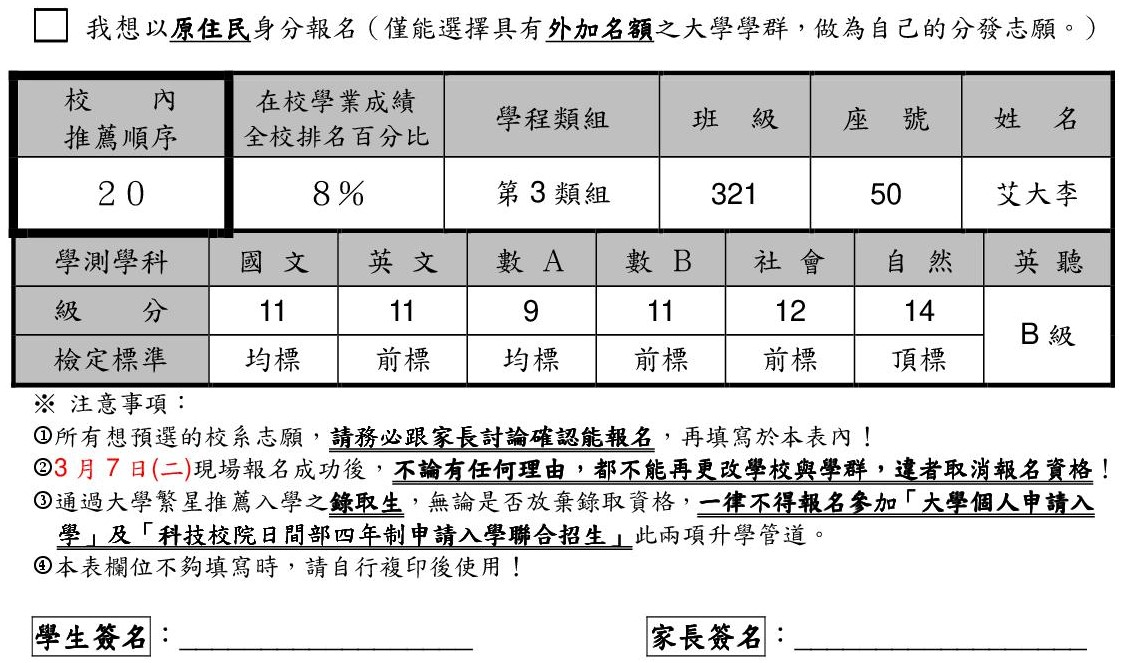 我想以原住民身分報名(僅能選擇具有外加名額之大學學群,做為自己的分發志願。)
校 內 推薦順序 在校學業成績 全校排名百分比 學程類組 班 級 座 號 姓 名
20 8% 第3類組 321 50 艾大李
學測學科 國 文 英 文 數 A 數 B 社 會 自 然 英 聽
級 分 11 11 9 11 12 14 B級
檢定標準 均標 前標 均標 前標 前標 頂標
※ 注意事項:
①所有想預選的校系志願,請務必跟家長討論確認能報名,再填寫於本表內!
②3月7日(二)現場報名成功後,不論有任何理由,都不能再更改學校與學群,違者取消報名資格!
③通過大學繁星推薦入學之錄取生,無論是否放棄錄取資格,一律不得報名參加「大學個人申請入
學」及「科技校院日間部四年制申請入學聯合招生」此兩項升學管道。
④本表欄位不夠填寫時,請自行複印後使用!
學生簽名: 家長簽名: